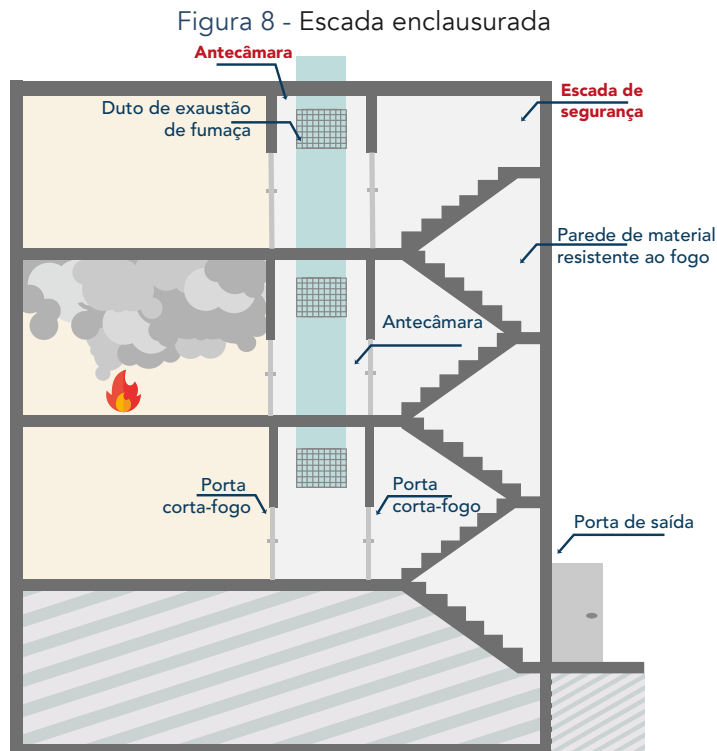 Figura 8 - Escada enclausurada
Antecâmara
Duto de exaustão
de fumaça
Escada de
segurança
Parede de material
resistente ao fogo
Antecâmara
Porta
corta-fogo
Porta
corta-fogo
Porta de saída